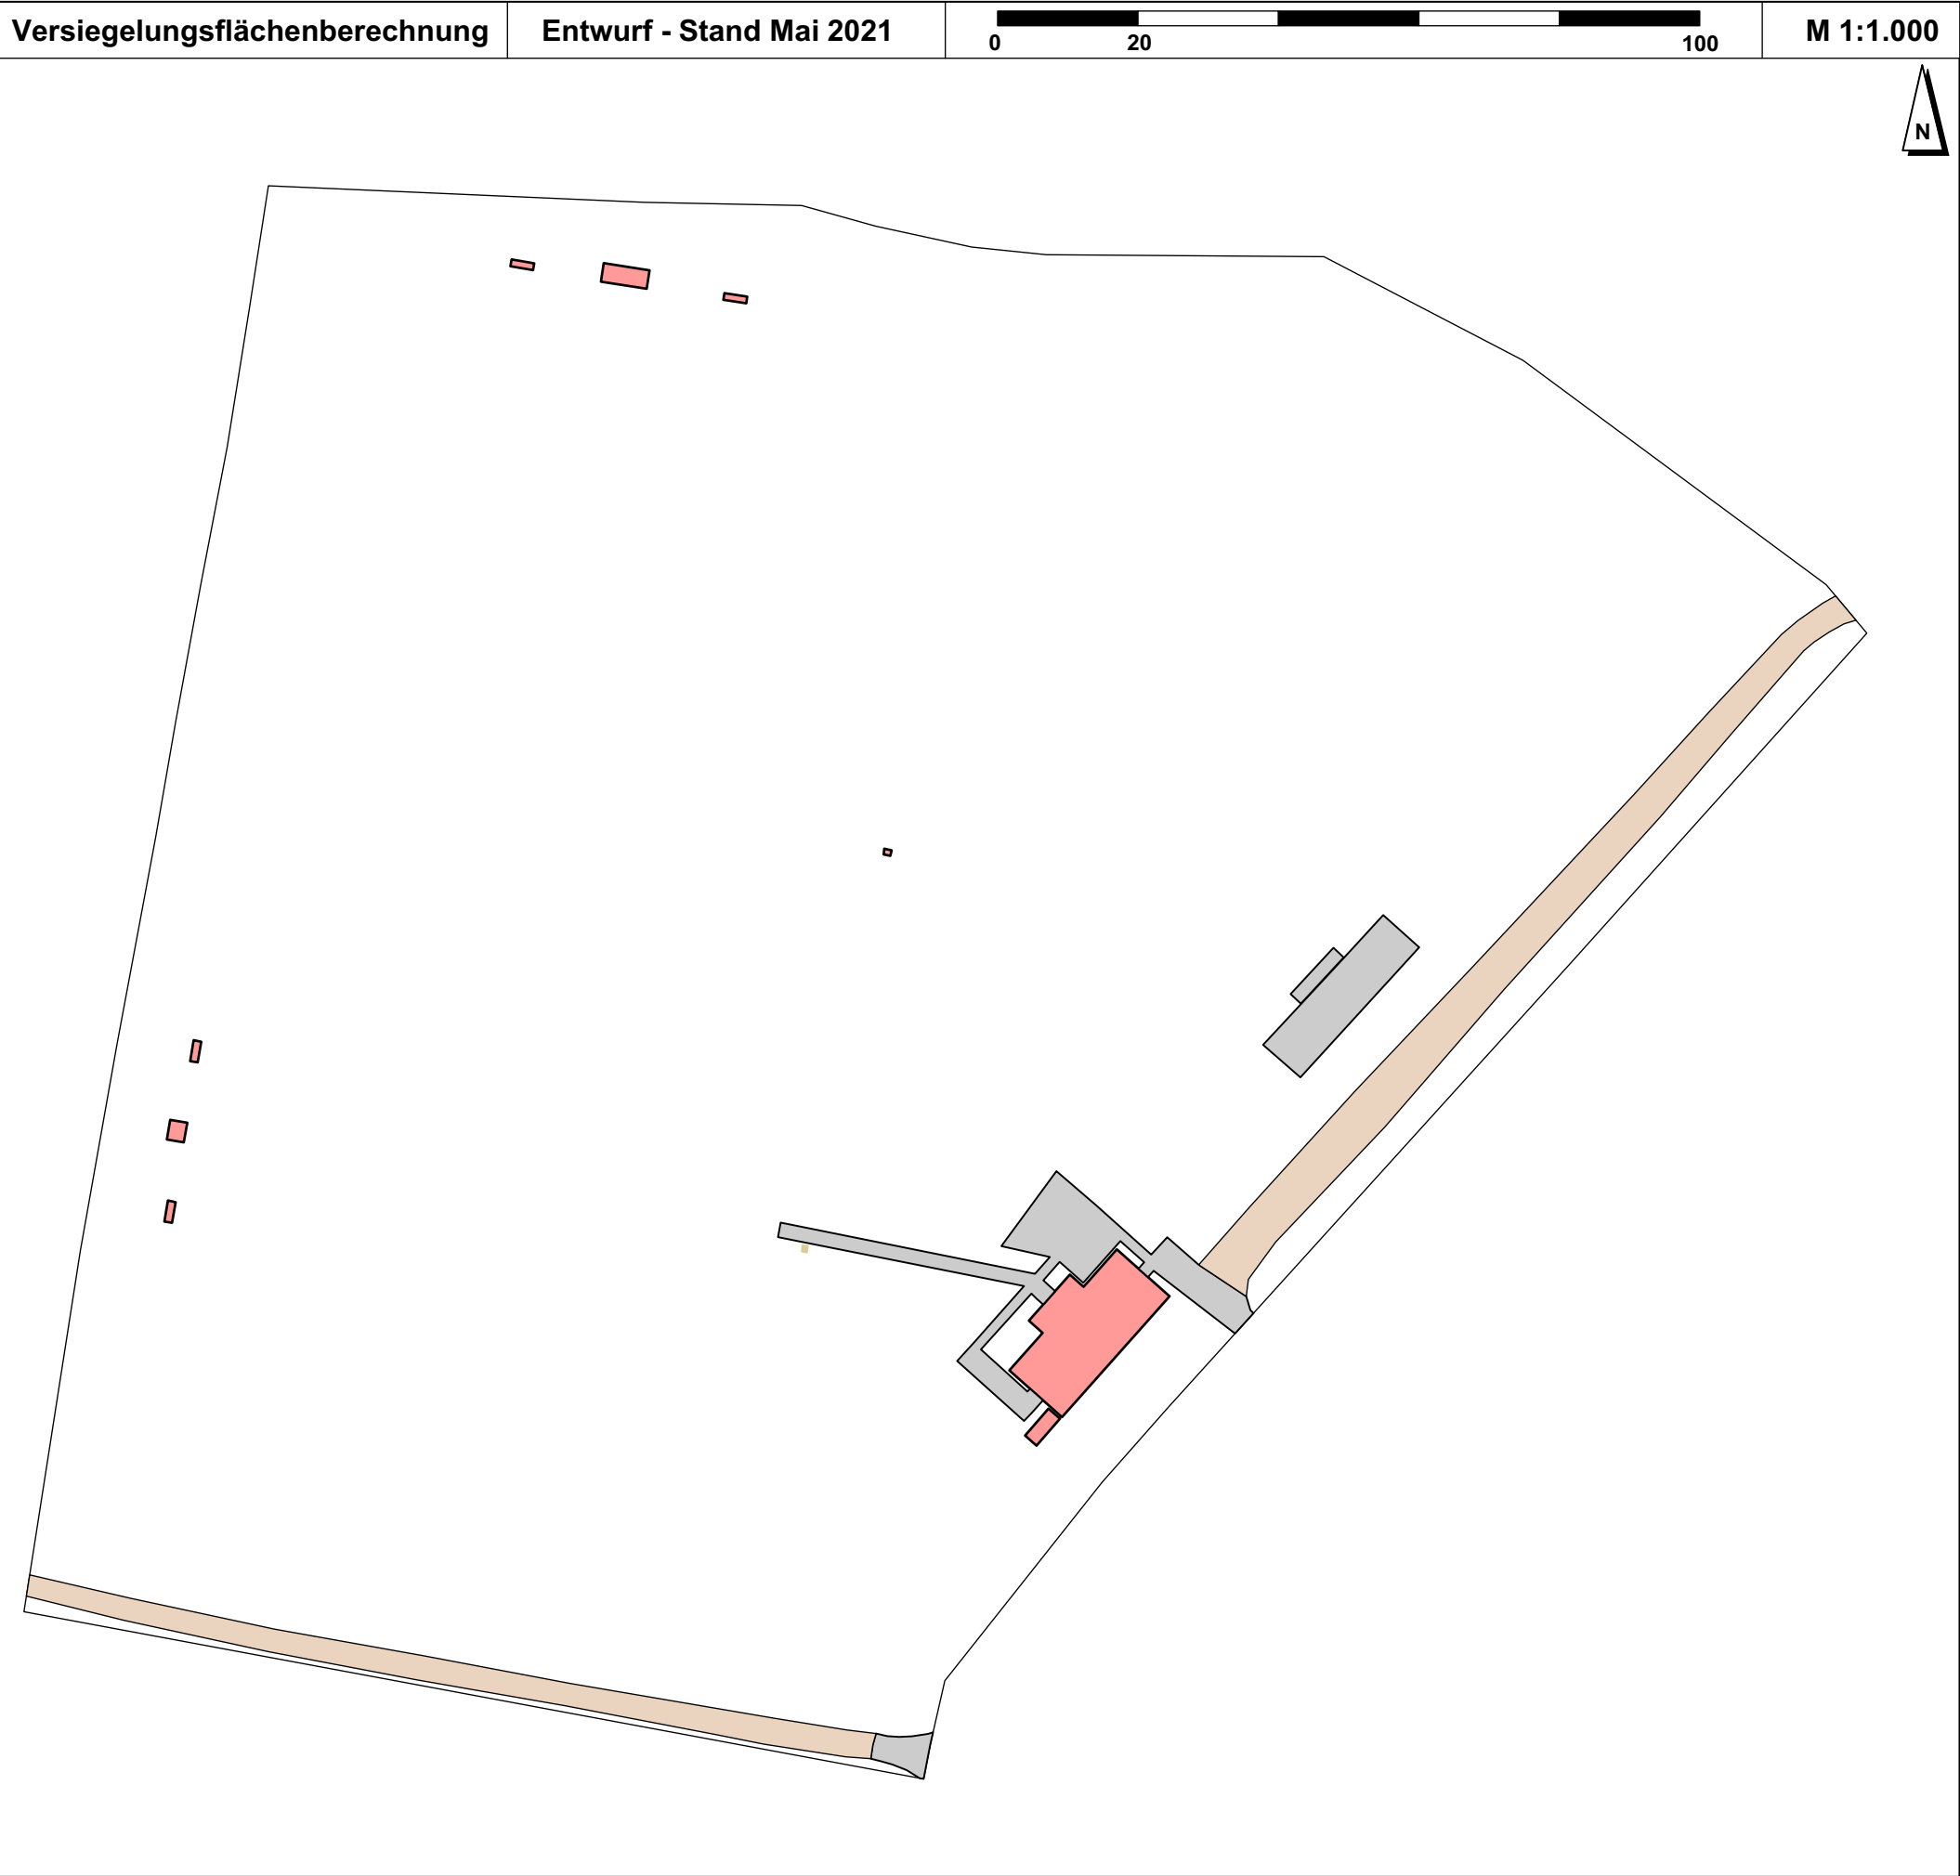 Versiegelungsflächenberechnung
Entwurf - Stand Mai 2021
0 20 100
M 1:1.000
N